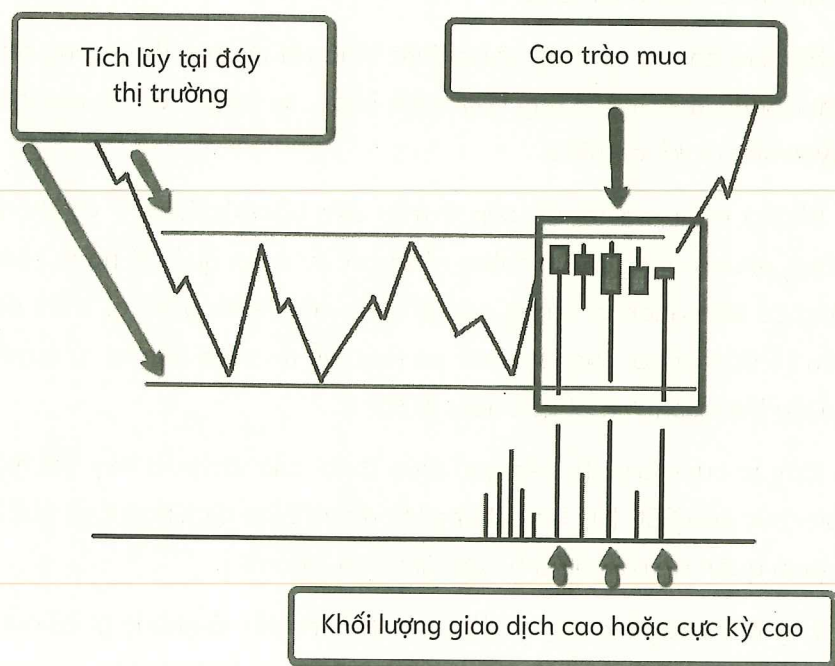 Tích lũy tại đáy
thị trường
Cao trào mua
Khối lượng giao dịch cao hoặc cực kỳ cao